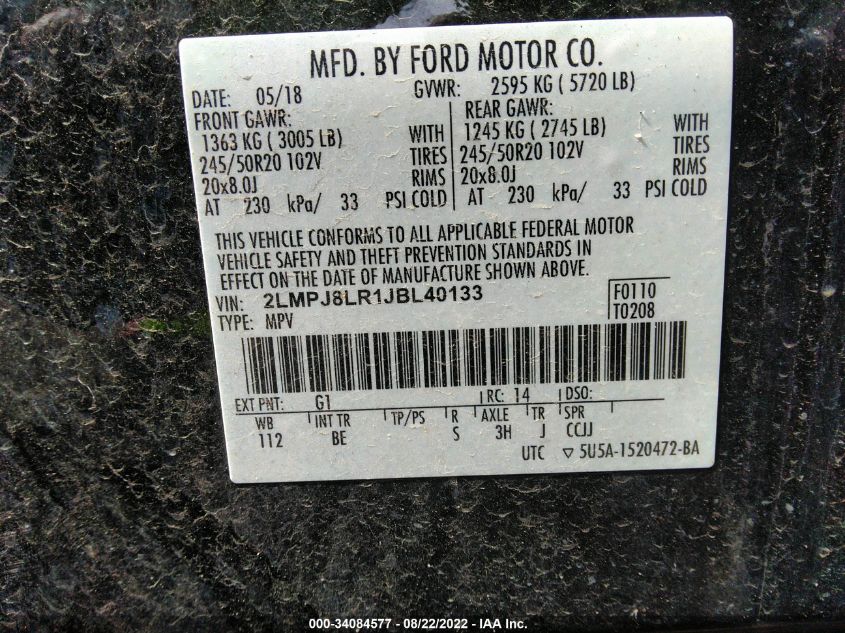 MFD. BY FORD MOTOR CO.
DATE: 05/18 GVWR: 2595 KG ( 5720 LB)
FRONT GAWR: REAR GAWR:
1363 KG ( 3005 LB) WITH 1245 KG ( 2745 LB) WITH
245/50R20 102V TIRES 245/50R20 102V TIRES
20x8.0J RIMS 20x8.0J RIMS
AT 230 kPa/ 33 PSI COLD AT 230 kPa/ 33 PSI COLD
THIS VEHICLE CONFORMS TO ALL APPLICABLE FEDERAL MOTOR
VEHICLE SAFETY AND THEFT PREVENTION STANDARDS IN
EFFECT ON THE DATE OF MANUFACTURE SHOWN ABOVE.
VIN: 2LMPJ8LR1JBL40133 F0110
TYPE: MPV T0208
EXT PNT: G1 RC: 14 DSO:
WB INT TR TP/PS R AXLE TR SPR
112 BE S 3H J CCJJ
UTC ▽ 5U5A-1520472-BA
000-34084577 - 08/22/2022 - IAA Inc.